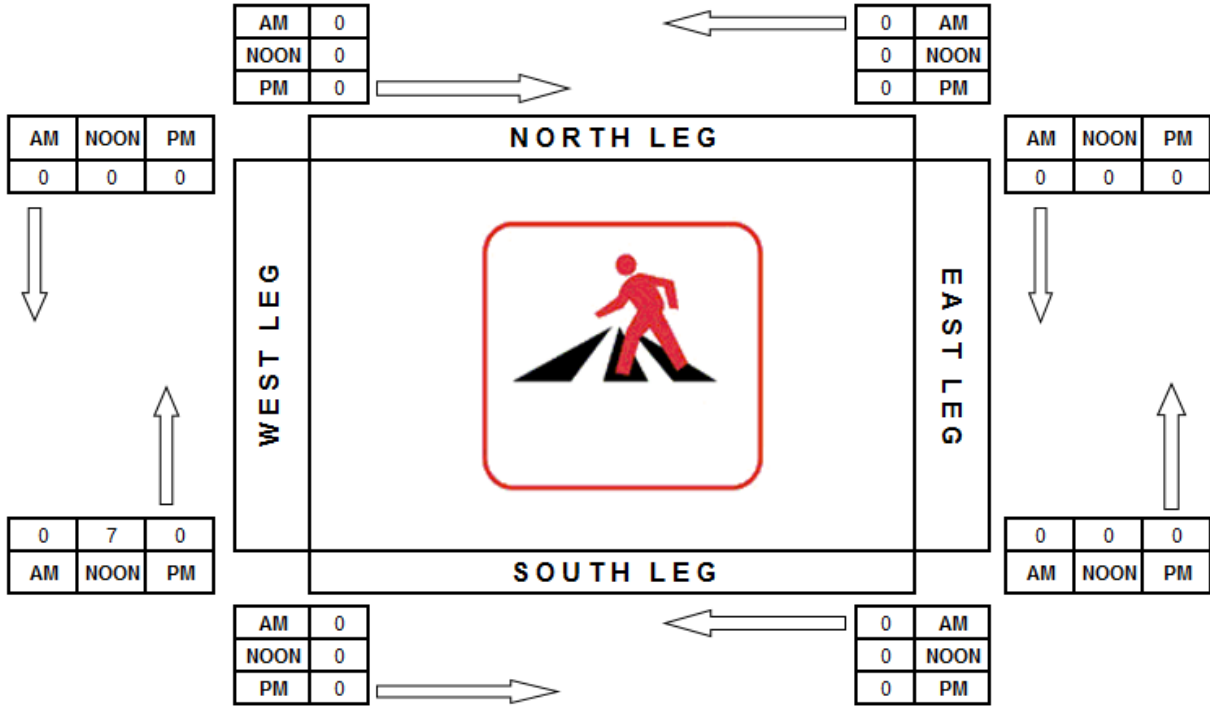 AM 0
NOON 0
PM 0
0 AM
0 NOON
0 PM
AM NOON PM
0 0 0
NORTH LEG
AM NOON PM
0 0 0
WEST LEG
EAST LEG
0 7 0
AM NOON PM
SOUTH LEG
0 0 0
AM NOON PM
AM 0
NOON 0
PM 0
0 AM
0 NOON
0 PM